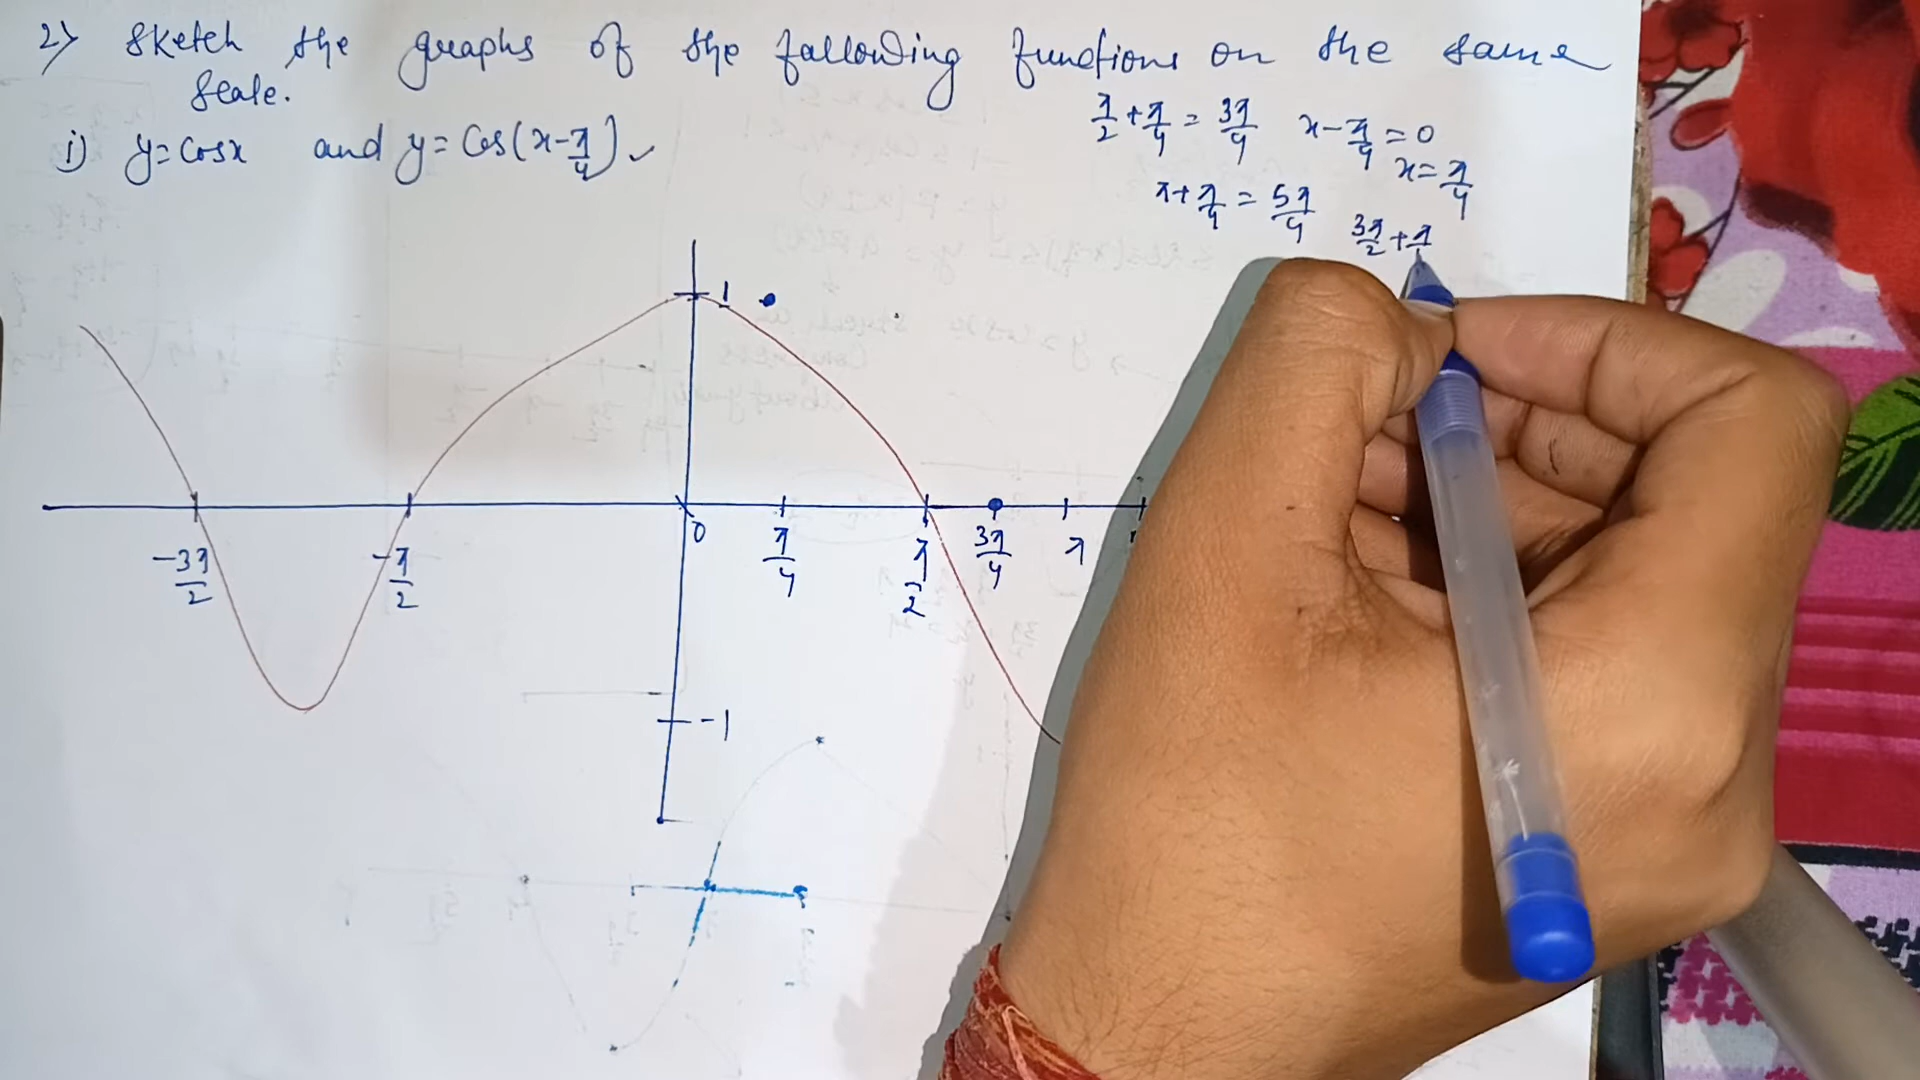 2) Sketch the graphs of the following functions on the same
Scale.
i) y=Cosx and y=Cos(x-π/4)
π/2+π/4=3π/4 x-π/4=0
x=π/4
π+π/4=5π/4
3π/2+π
1
-3π/2 -π/2 0 π/4 π/2 3π/4 π
-1